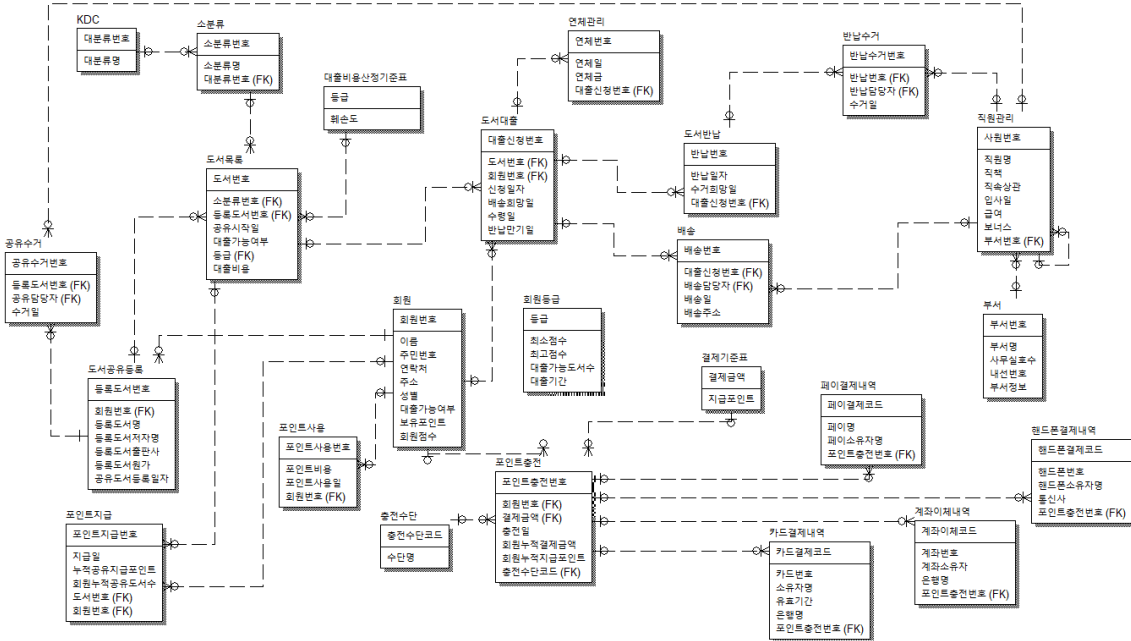 KDC
대분류번호
대분류명
소분류
소분류번호
소분류명
대분류번호 (FK)
대출비용산정기준표
등급
훼손도
연체관리
연체번호
연체일
연체금
대출신청번호 (FK)
반납수거
반납수거번호
반납번호 (FK)
반납담당자 (FK)
수거일
도서대출
대출신청번호
도서번호 (FK)
회원번호 (FK)
신청일자
배송희망일
수령일
반납만기일
도서반납
반납번호
반납일자
수거희망일
대출신청번호 (FK)
직원관리
사원번호
직원명
직책
직속상관
입사일
급여
보너스
부서번호 (FK)
도서목록
도서번호
소분류번호 (FK)
등록도서번호 (FK)
공유시작일
대출가능여부
등급 (FK)
대출비용
배송
배송번호
대출신청번호 (FK)
배송담당자 (FK)
배송일
배송주소
공유수거
공유수거번호
등록도서번호 (FK)
공유담당자 (FK)
수거일
회원
회원번호
이름
주민번호
연락처
주소
성별
대출가능여부
보유포인트
회원점수
회원등급
등급
최소점수
최고점수
대출가능도서수
대출기간
부서
부서번호
부서명
사무실호수
내선번호
부서정보
결제기준표
결제금액
지급포인트
도서공유등록
등록도서번호
회원번호 (FK)
등록도서명
등록도서저자명
등록도서출판사
등록도서원가
공유도서등록일자
포인트사용
포인트사용번호
포인트비용
포인트사용일
회원번호 (FK)
페이결제내역
페이결제코드
페이명
페이소유자명
포인트충전번호 (FK)
핸드폰결제내역
핸드폰결제코드
핸드폰번호
핸드폰소유자명
통신사
포인트충전번호 (FK)
포인트충전
포인트충전번호
회원번호 (FK)
결제금액 (FK)
충전일
회원누적결제금액
회원누적지급포인트
충전수단코드 (FK)
충전수단
충전수단코드
수단명
포인트지급
포인트지급번호
지급일
누적공유지급포인트
회원누적공유도서수
도서번호 (FK)
회원번호 (FK)
카드결제내역
카드결제코드
카드번호
소유자명
유효기간
은행명
포인트충전번호 (FK)
계좌이체내역
계좌이체코드
계좌번호
계좌소유자
은행명
포인트충전번호 (FK)